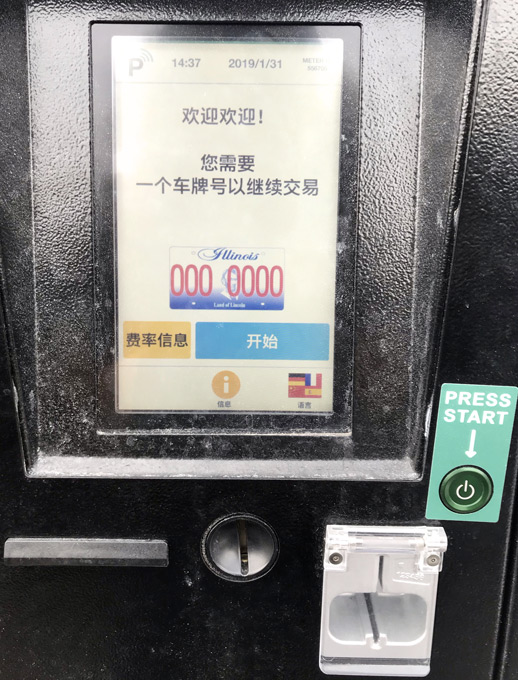 P
14:37
2019/1/31
欢迎欢迎！
您需要
一个车牌号以继续交易
Illinois
000 0000
Land of Lincoln
费率信息
开始
i
信息
语言
PRESS
START